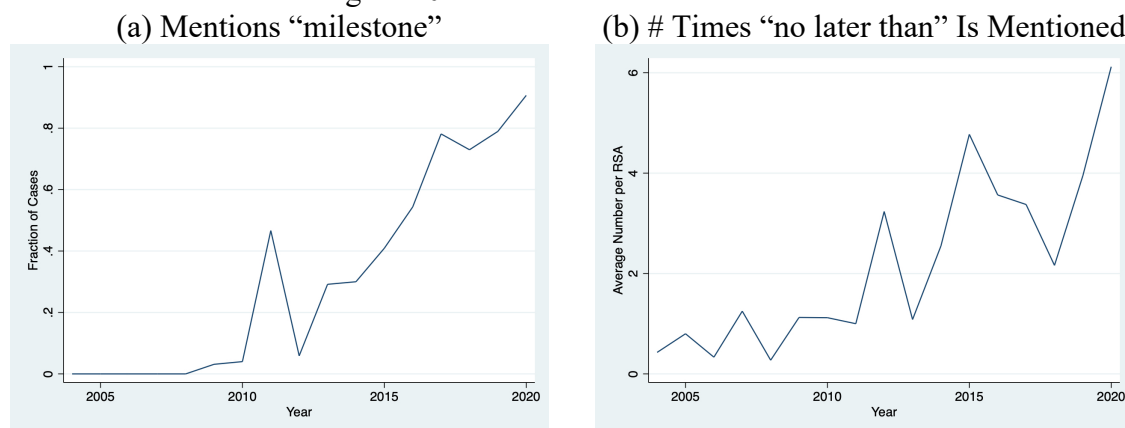 (a) Mentions “milestone”
(b) # Times “no later than” Is Mentioned
1
.8
.6
.4
.2
0
Fraction of Cases
2005 2010 2015 2020
Year
6
4
2
0
Average Number per RSA
2005 2010 2015 2020
Year